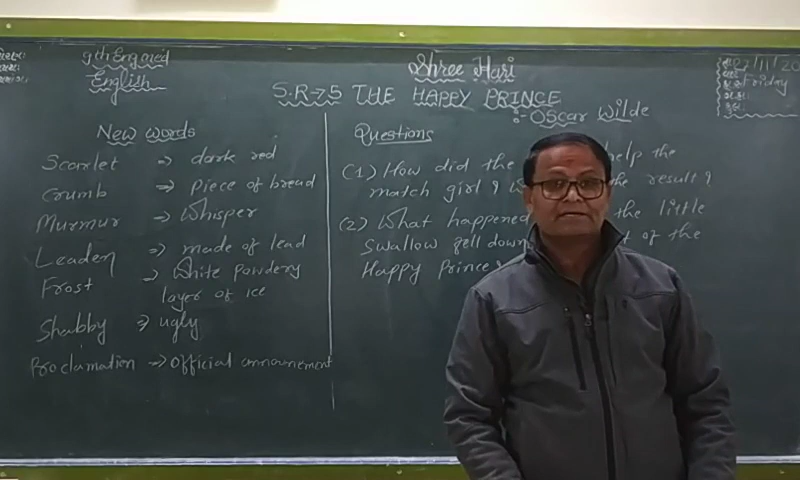 English
Shree Hari
S.R→5 THE HAPPY PRINCE
:- Oscar Wilde
Friday
New words
Scarlet => dark red
Crumb => Piece of bread
Murmur => Whisper
Leaden => made of lead
Frost => White powdery
layer of ice
Shabby => ugly
Proclamation => Official
Questions
(1) How did the help the
match girl ? the result ?
(2) What happened the little
Swallow fell down of the
Happy Prince ?